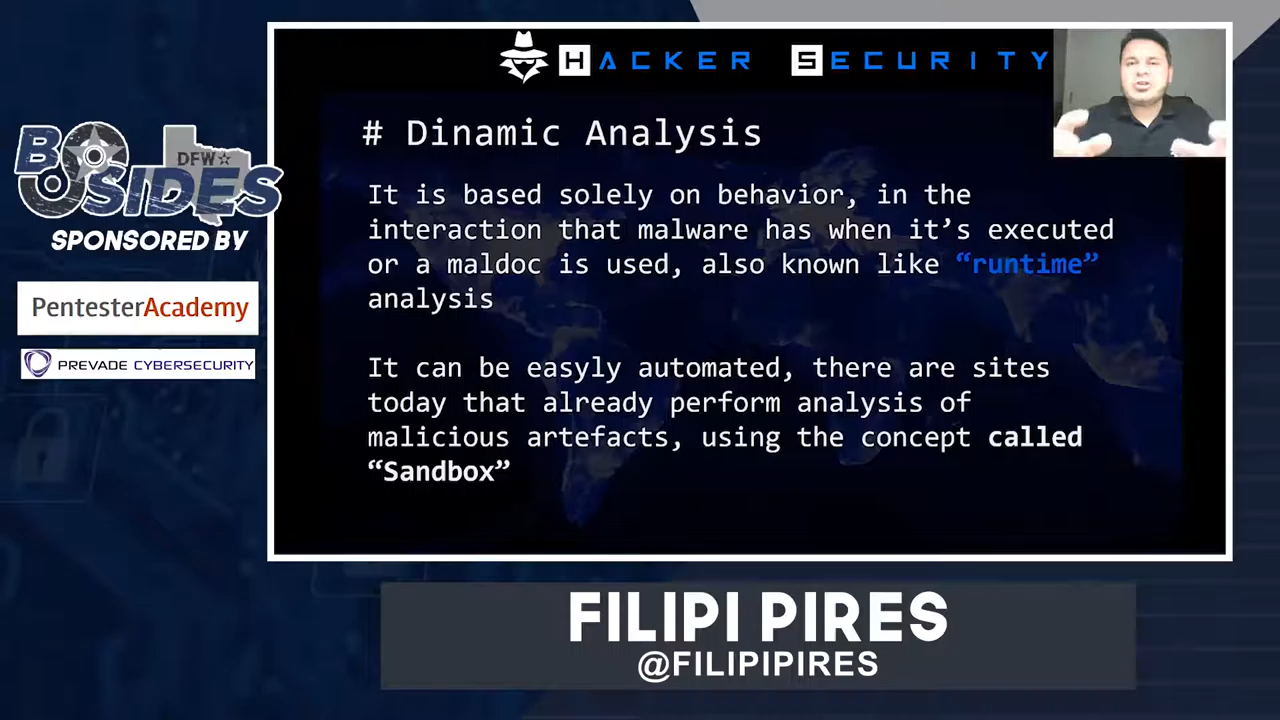 HACKER SECURITY
# Dinamic Analysis
It is based solely on behavior, in the
interaction that malware has when it’s executed
or a maldoc is used, also known like “runtime”
analysis
It can be easyly automated, there are sites
today that already perform analysis of
malicious artefacts, using the concept called
“Sandbox”
BSIDES
DFW
SPONSORED BY
PentesterAcademy
PREVADE CYBERSECURITY
FILIPI PIRES
@FILIPIPIRES